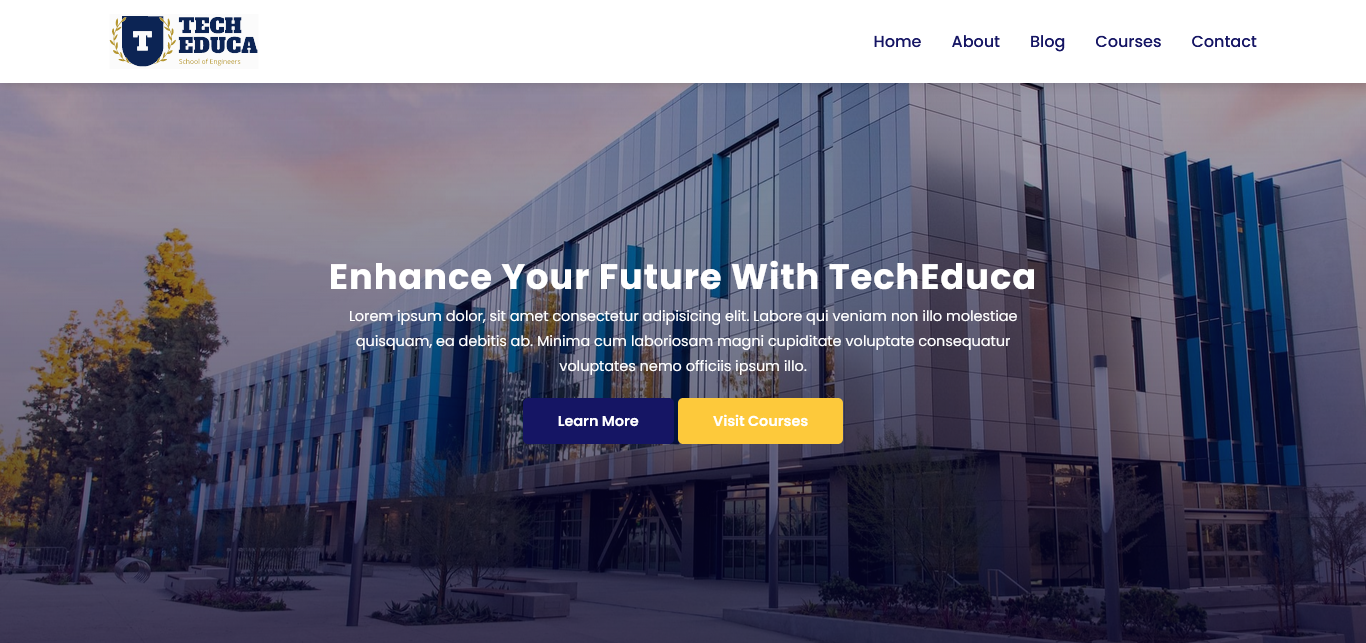 T
TECH
EDUCA
School of Engineers
Home
About
Blog
Courses
Contact
Enhance Your Future With TechEduca
Lorem ipsum dolor, sit amet consectetur adipisicing elit. Labore qui veniam non illo molestiae
quisquam, ea debitis ab. Minima cum laboriosam magni cupiditate voluptate consequatur
voluptates nemo officiis ipsum illo.
Learn More
Visit Courses